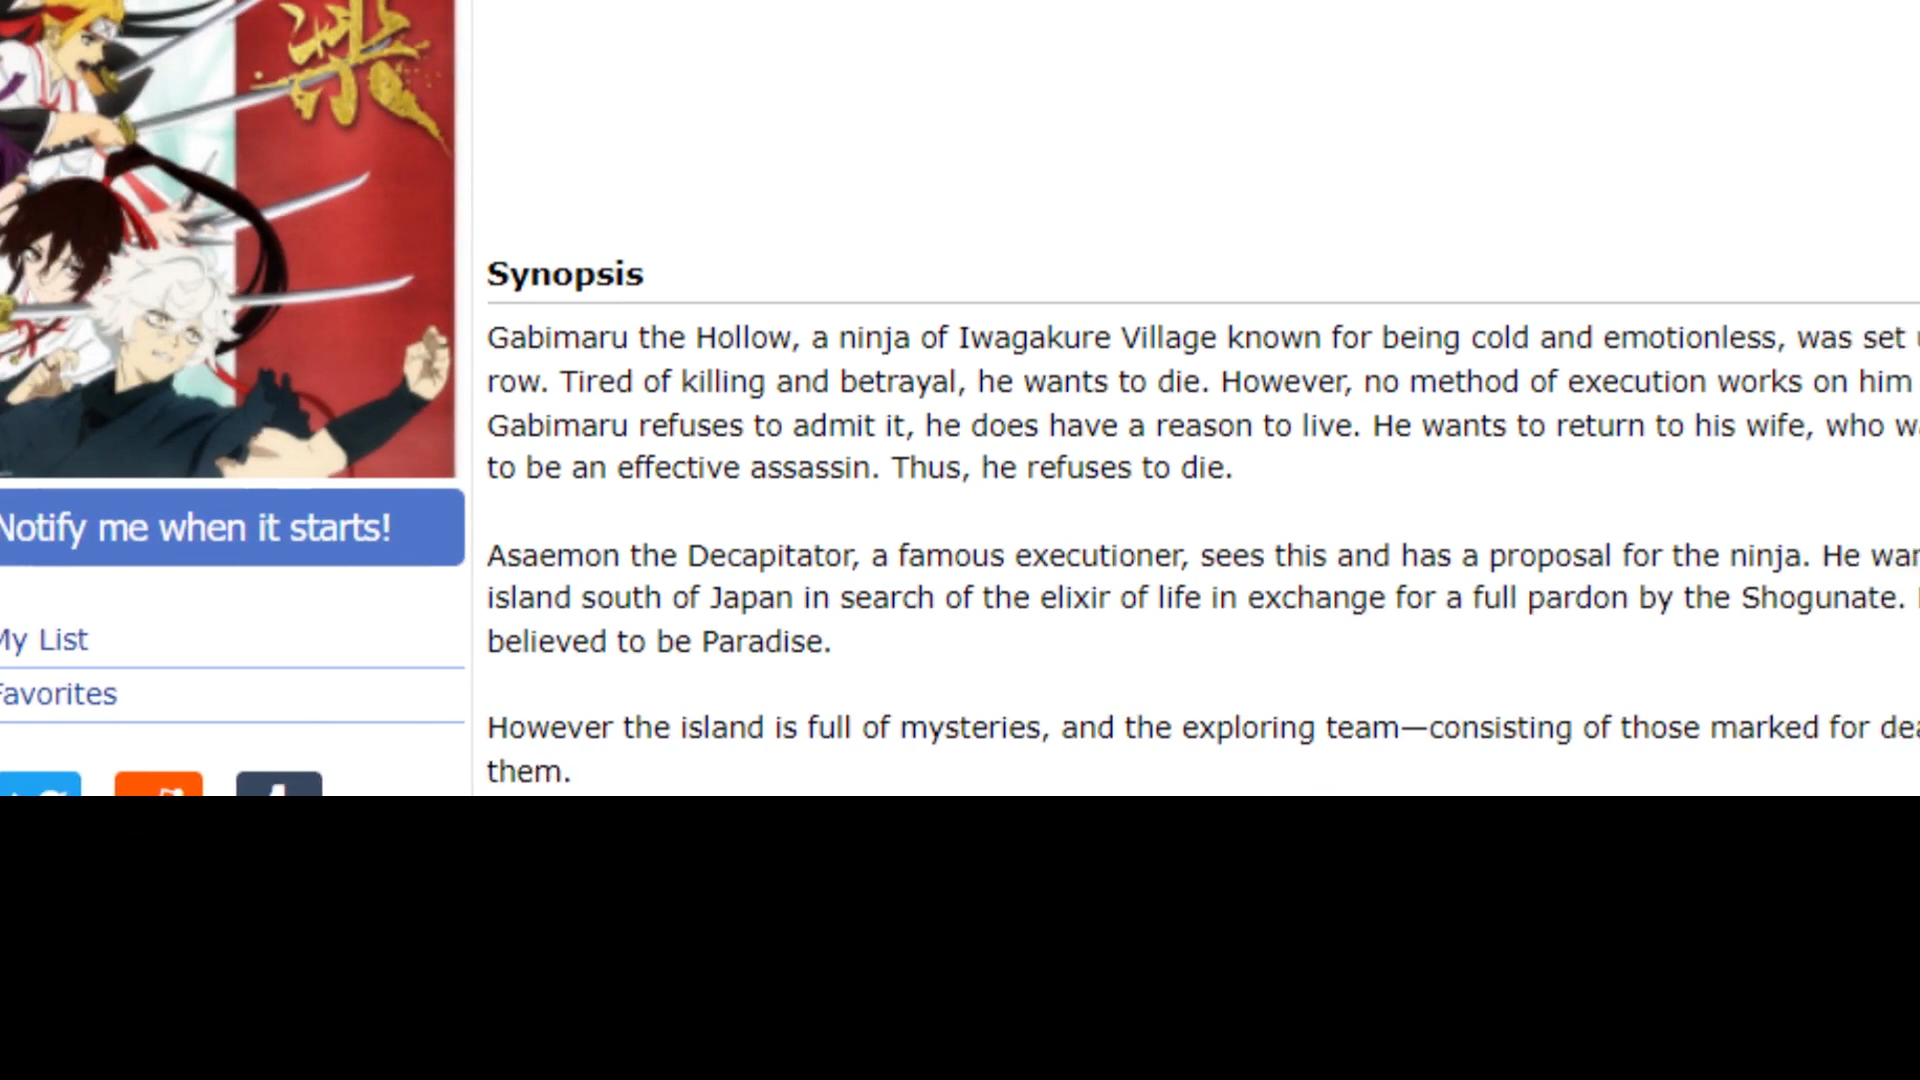 楽
Synopsis
Gabimaru the Hollow, a ninja of Iwagakure Village known for being cold and emotionless, was set
row. Tired of killing and betrayal, he wants to die. However, no method of execution works on him
Gabimaru refuses to admit it, he does have a reason to live. He wants to return to his wife, who
to be an effective assassin. Thus, he refuses to die.
Asaemon the Decapitator, a famous executioner, sees this and has a proposal for the ninja. He
island south of Japan in search of the elixir of life in exchange for a full pardon by the Shogunate.
believed to be Paradise.
However the island is full of mysteries, and the exploring team—consisting of those marked for
them.
Notify me when it starts!
My List
Favorites